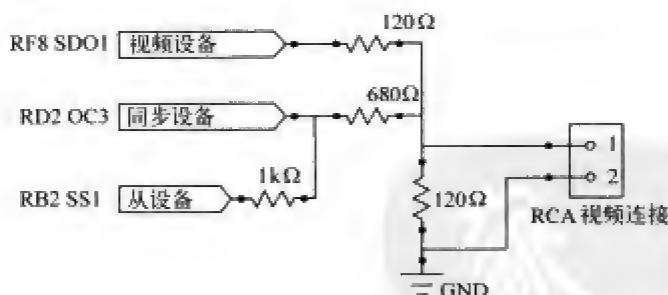 120Ω
RF8 SDO1 视频设备
680Ω
RD2 OC3 同步设备
1
1kΩ
2
RB2 SS1 从设备
120Ω
RCA 视频连接
GND